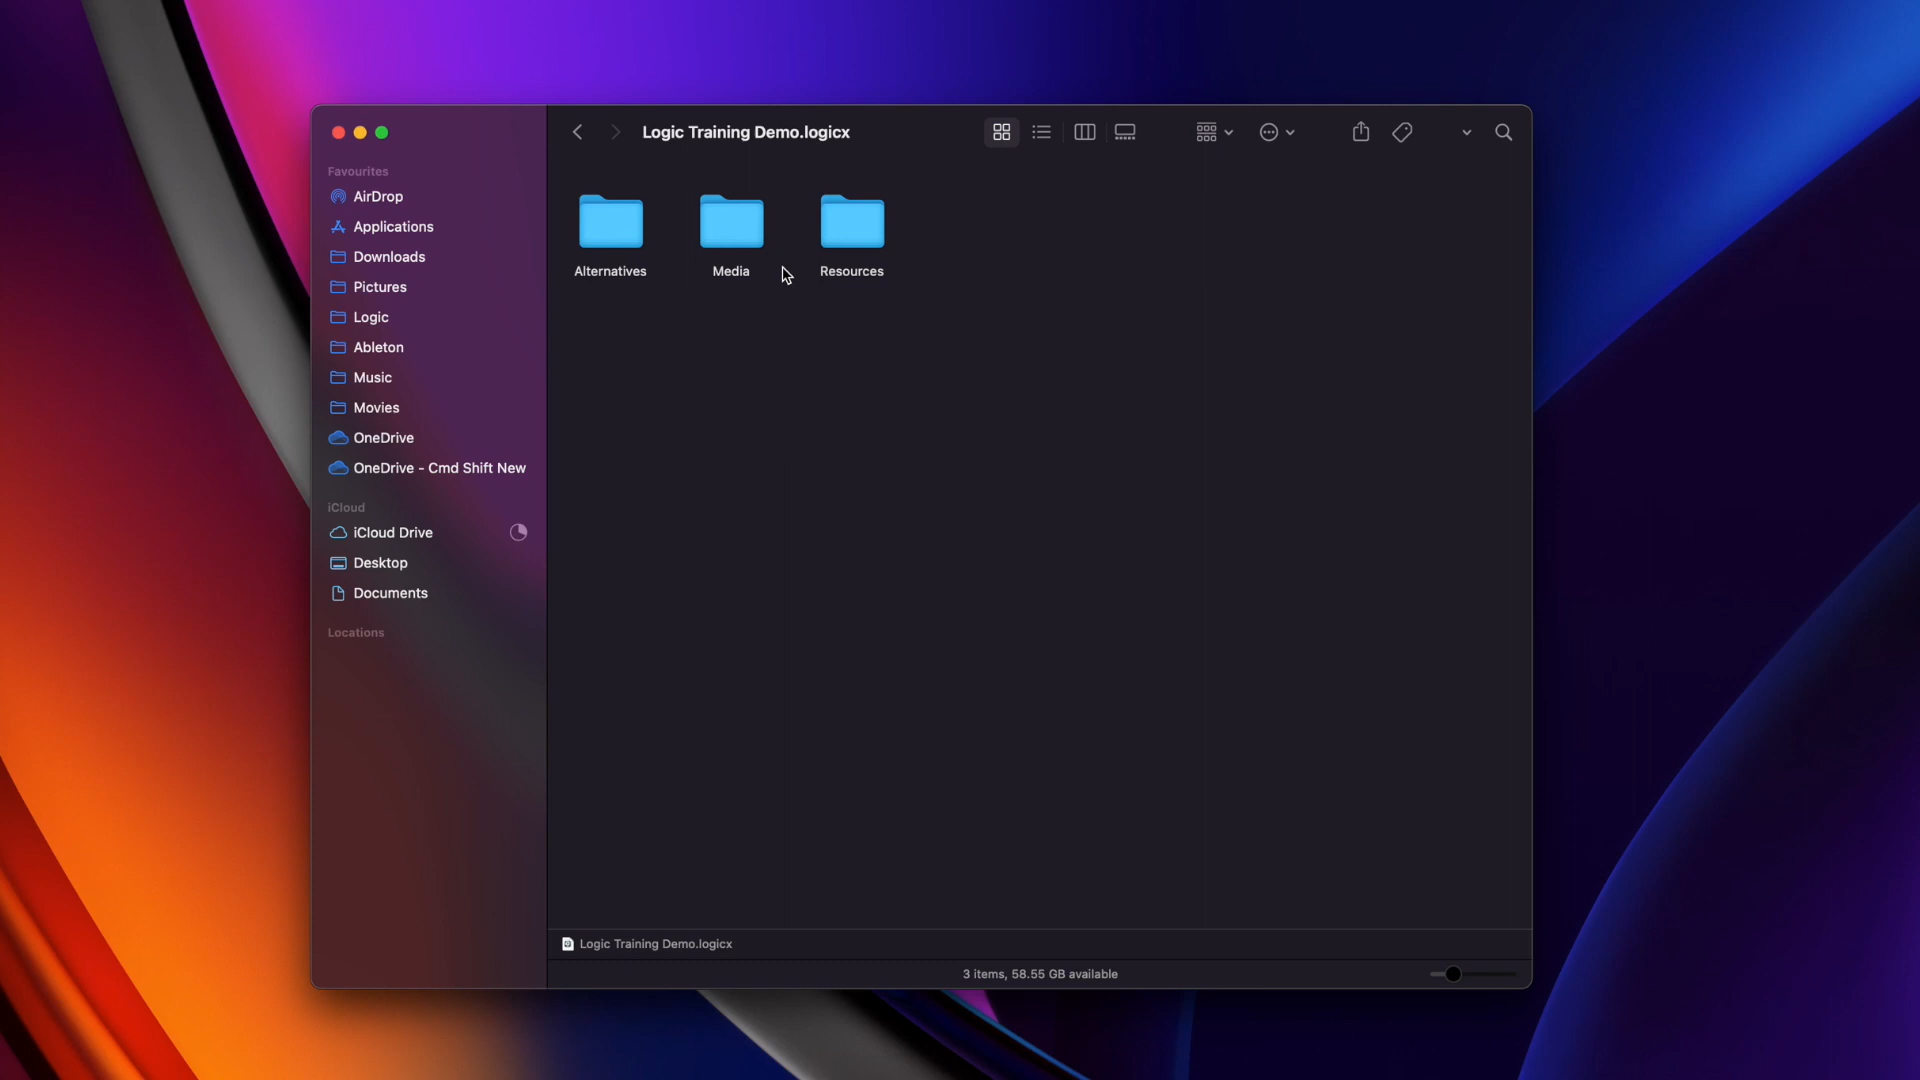 Logic Training Demo.logicx
Favourites
AirDrop
Applications
Downloads
Pictures
Logic
Ableton
Music
Movies
OneDrive
OneDrive - Cmd Shift New
iCloud
iCloud Drive
Desktop
Documents
Locations
Alternatives
Media
Resources
Logic Training Demo.logicx
3 items, 58.55 GB available